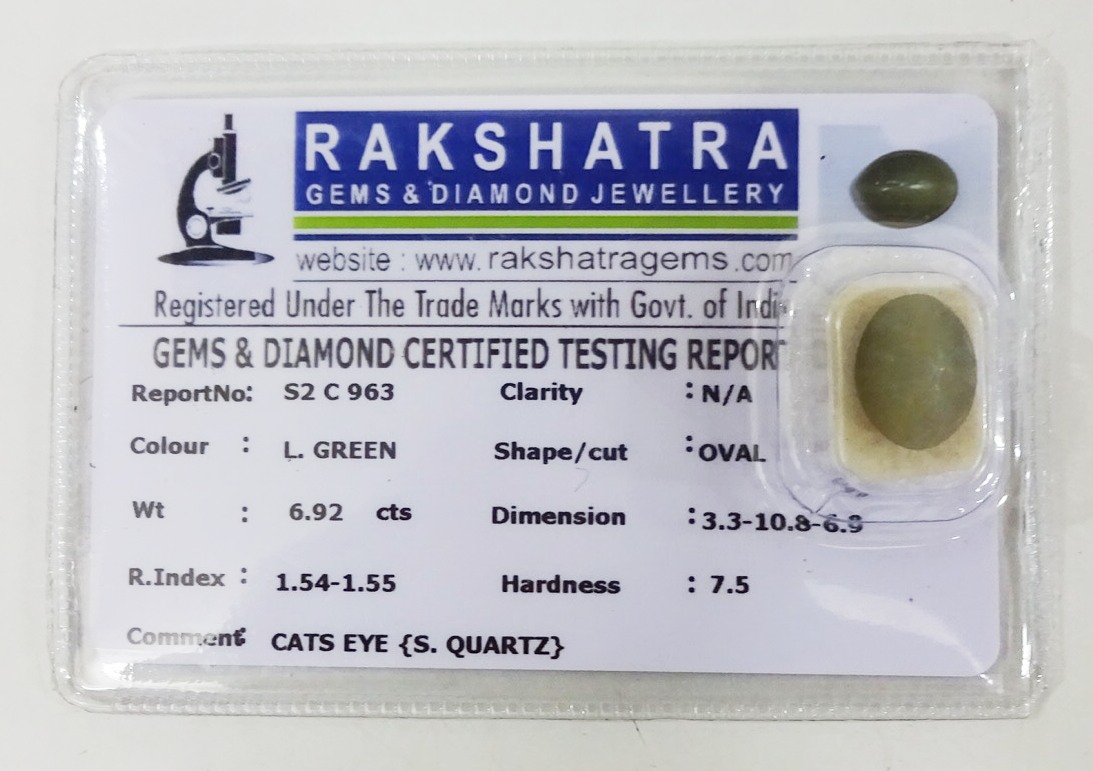 RAKSHATRA
GEMS & DIAMOND JEWELLERY
website : www. rakshatragems .com
Registered Under The Trade Marks with Govt. of Indi
GEMS & DIAMOND CERTIFIED TESTING REPORT
ReportNo: S2 C 963 Clarity : N/A
Colour : L. GREEN Shape/cut : OVAL
Wt : 6.92 cts Dimension : 3.3-10.8-6.9
R.Index : 1.54-1.55 Hardness : 7.5
Comment: CATS EYE {S. QUARTZ}